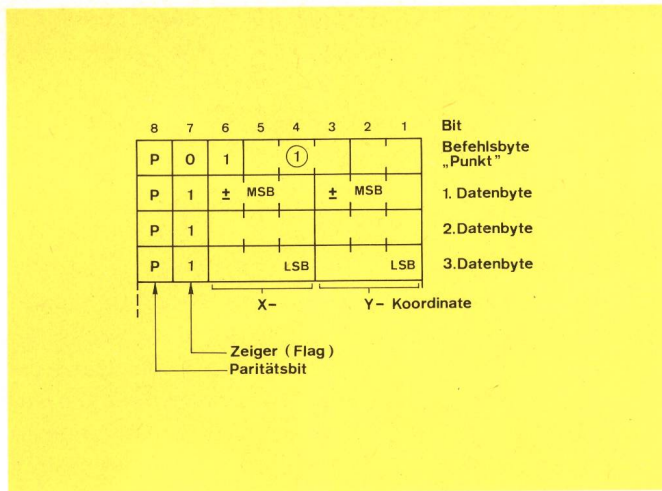 8 7 6 5 4 3 2 1 Bit
P 0 1 1 Befehlsbyte „Punkt"
P 1 ± MSB ± MSB 1. Datenbyte
P 1 2.Datenbyte
P 1 LSB LSB 3.Datenbyte
X- Y- Koordinate
Zeiger (Flag)
Paritätsbit